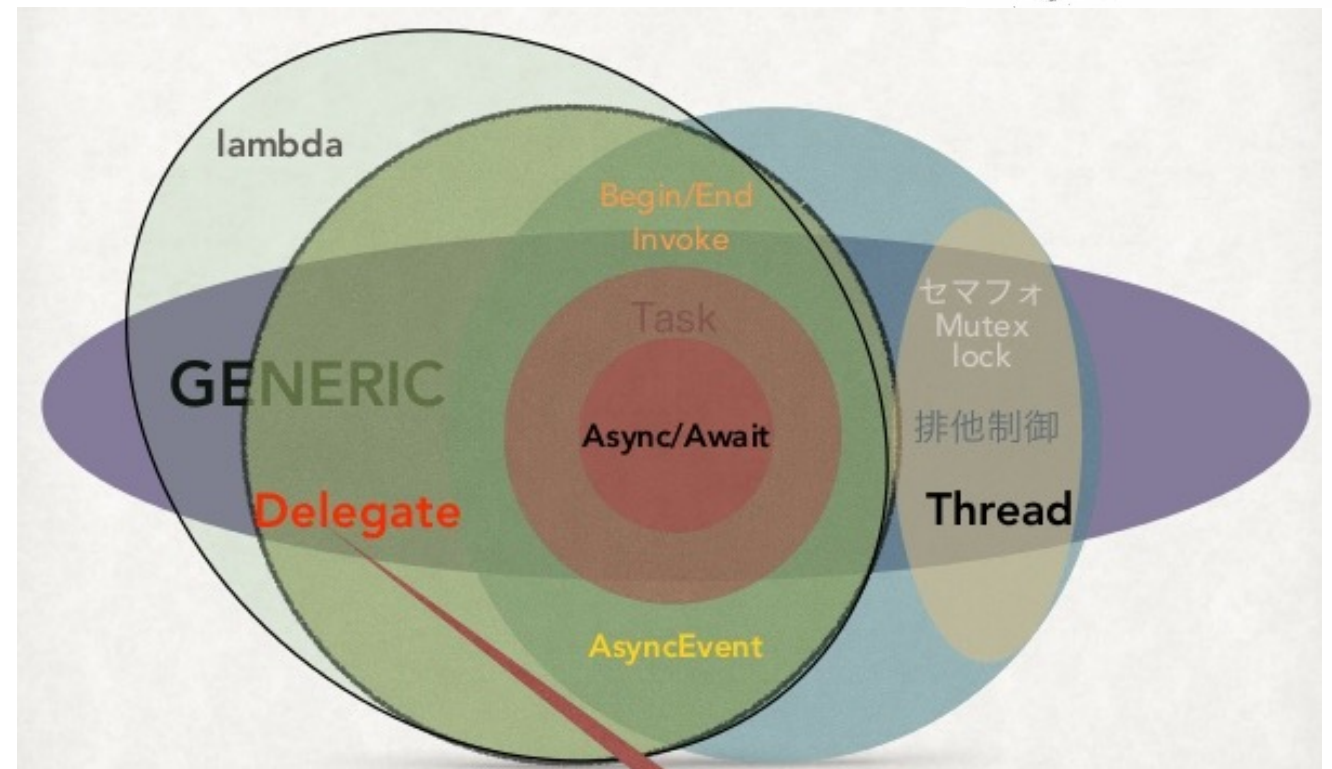 lambda
Begin/End
Invoke
セマフォ
Mutex
lock
Task
GENERIC
Async/Await
排他制御
Delegate
Thread
AsyncEvent